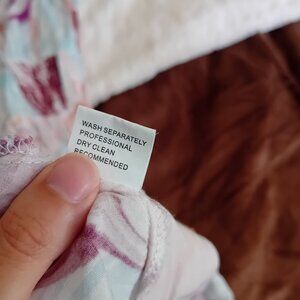 WASH SEPARATELY
PROFESSIONAL
DRY CLEAN
RECOMMENDED